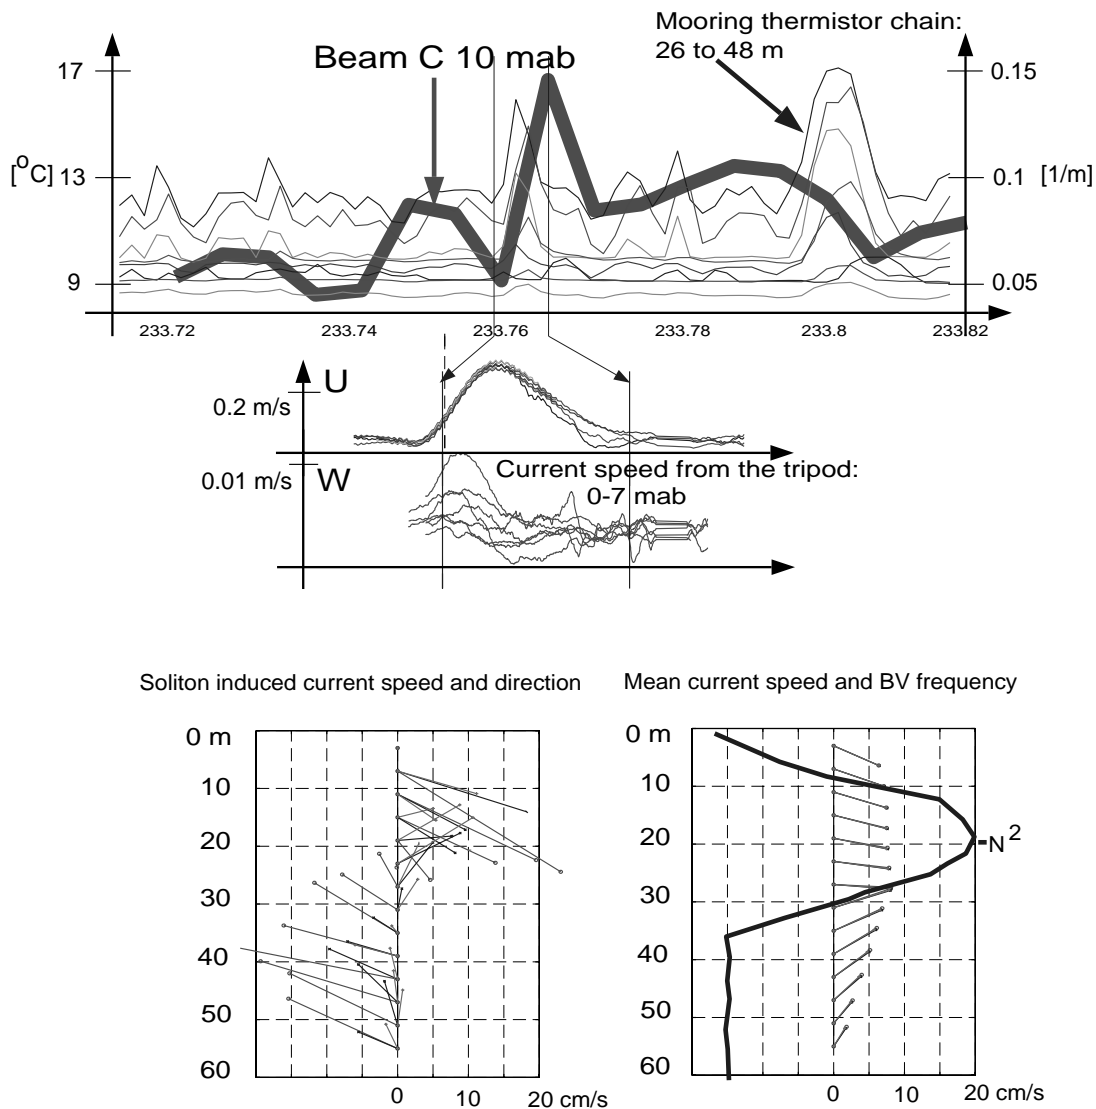 Mooring thermistor chain:
26 to 48 m
Beam C 10 mab
17
0.15
[°C] 13
0.1 [1/m]
9
0.05
233.72 233.74 233.76 233.78 233.8 233.82
U
0.2 m/s
W
0.01 m/s
Current speed from the tripod:
0-7 mab
Soliton induced current speed and direction
0 m
10
20
30
40
50
60
0 10 20 cm/s
Mean current speed and BV frequency
0 m
10
20
30
40
50
60
-N²
0 10 20 cm/s